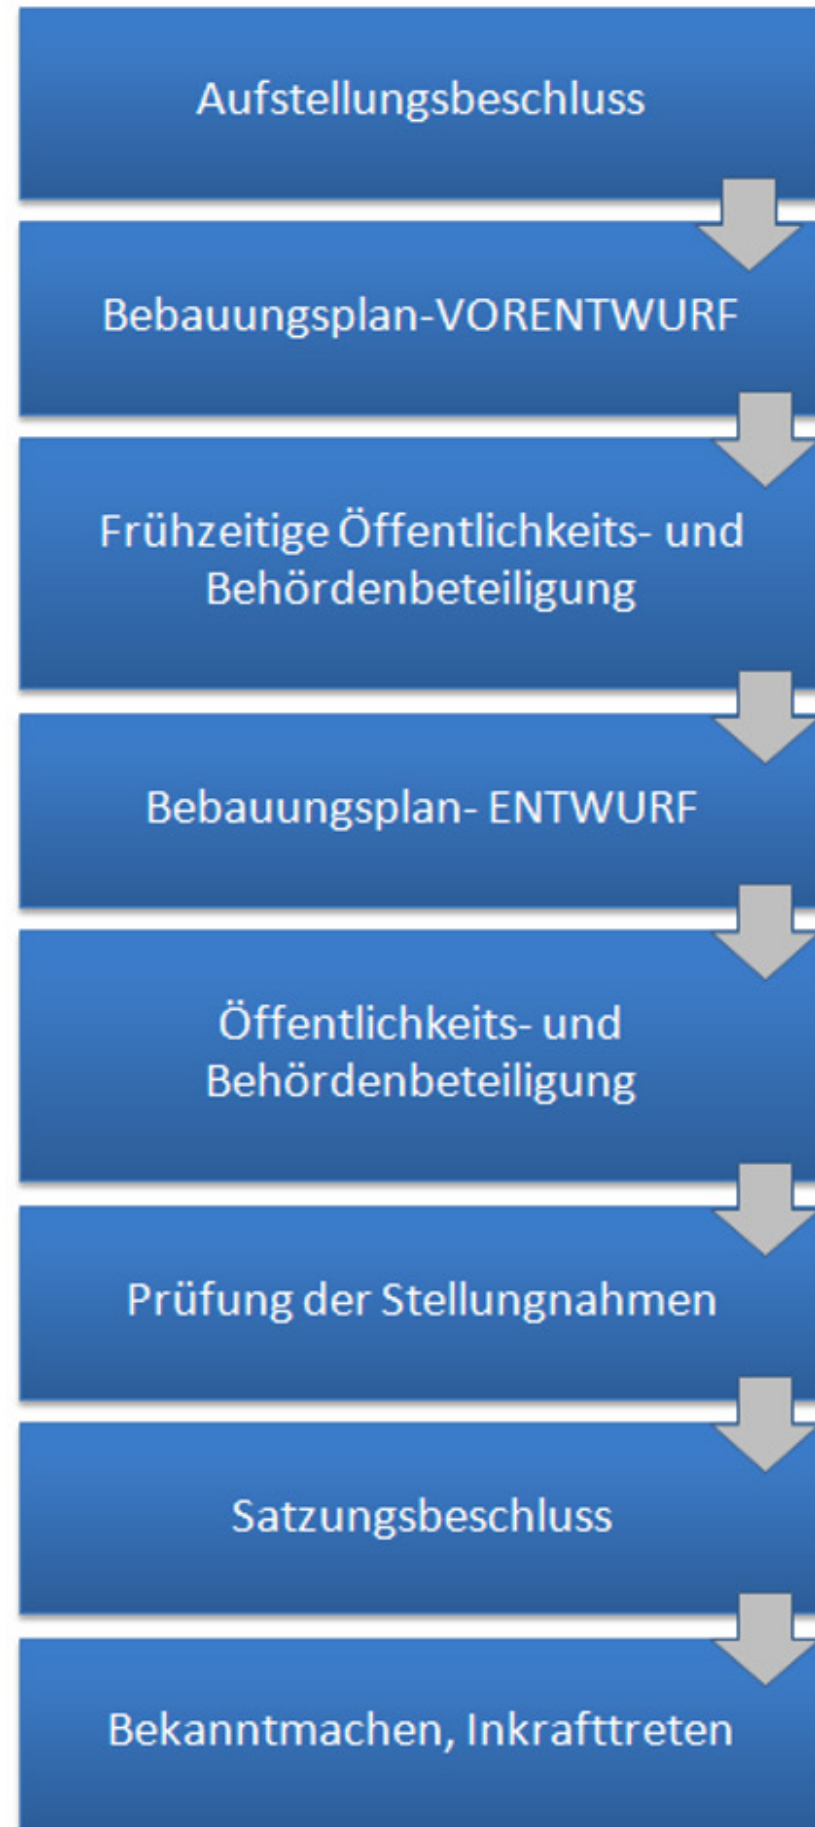 Aufstellungsbeschluss
Bebauungsplan-VORENTWURF
Frühzeitige Öffentlichkeits- und
Behördenbeteiligung
Bebauungsplan- ENTWURF
Öffentlichkeits- und
Behördenbeteiligung
Prüfung der Stellungnahmen
Satzungsbeschluss
Bekanntmachen, Inkrafttreten